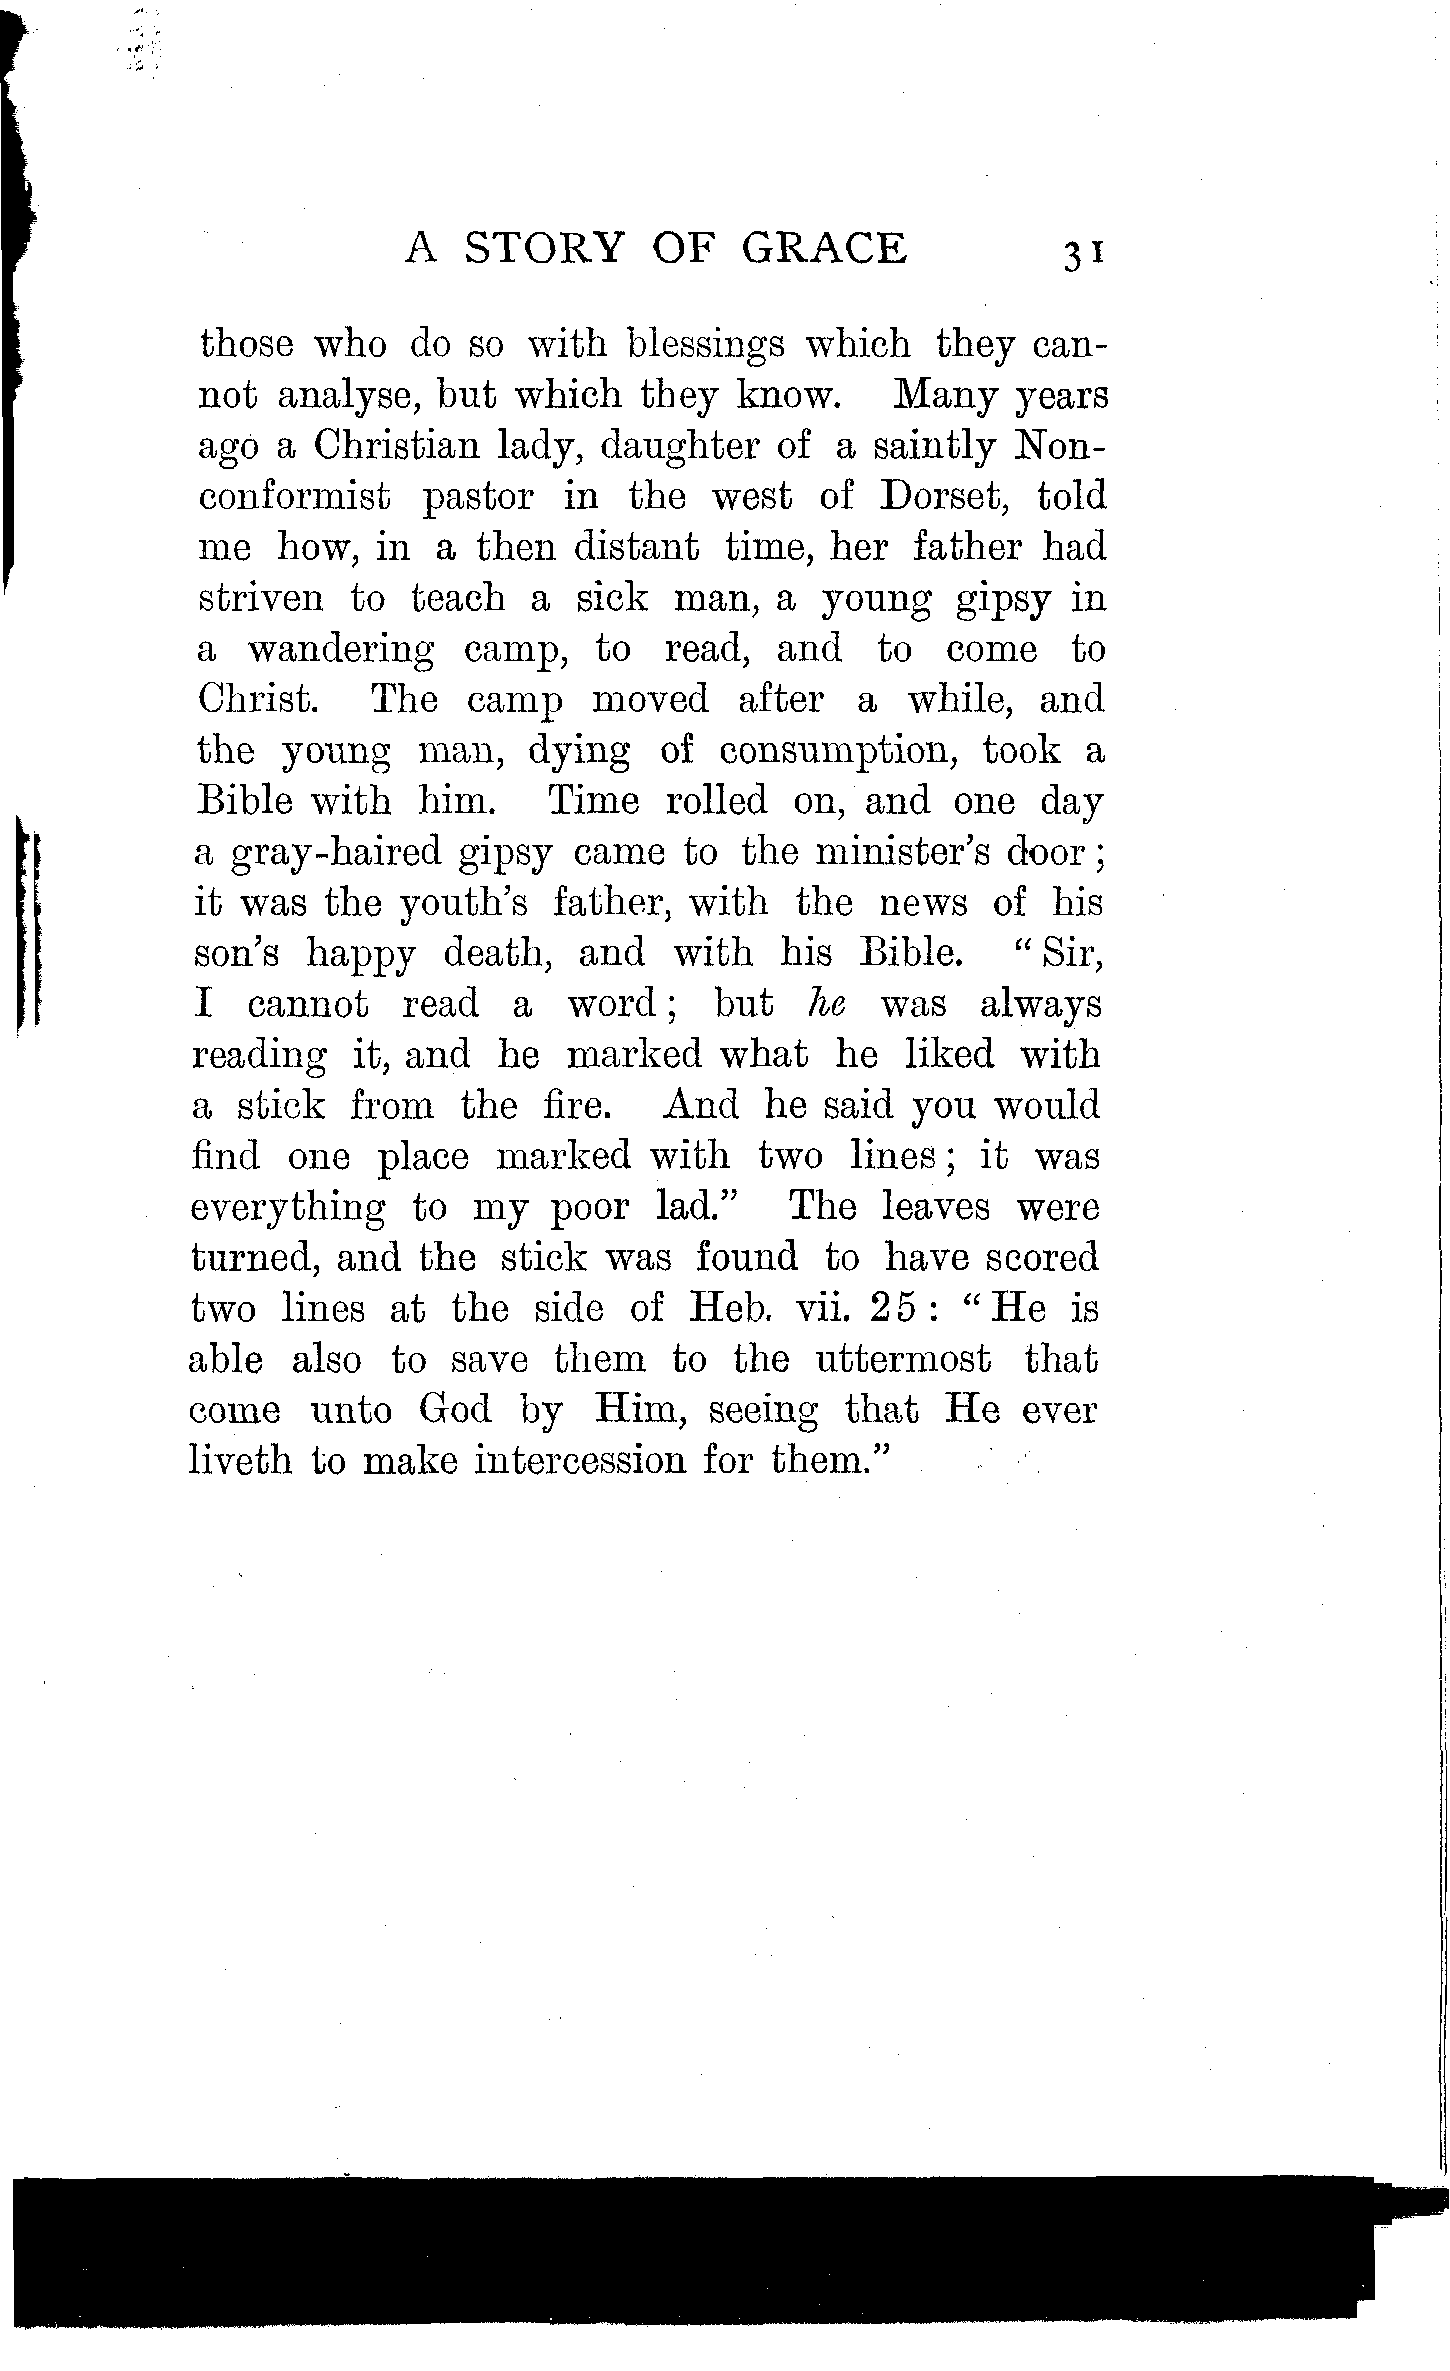 A STORY OF GRACE 31
those who do so with blessings which they can-
not analyse, but which they know. Many years
ago a Christian lady, daughter of a saintly Non-
conformist pastor in the west of Dorset, told
me how, in a then distant time, her father had
striven to teach a sick man, a young gipsy in
a wandering camp, to read, and to come to
Christ. The camp moved after a while, and
the young man, dying of consumption, took a
Bible with him. Time rolled on, and one day
a gray-haired gipsy came to the minister's door;
it was the youth's father, with the news of his
son's happy death, and with his Bible. "Sir,
I cannot read a word; but he was always
reading it, and he marked what he liked with
a stick from the fire. And he said you would
find one place marked with two lines; it was
everything to my poor lad." The leaves were
turned, and the stick was found to have scored
two lines at the side of Heb. vii. 25: "He is
able also to save them to the uttermost that
come unto God by Him, seeing that He ever
liveth to make intercession for them."